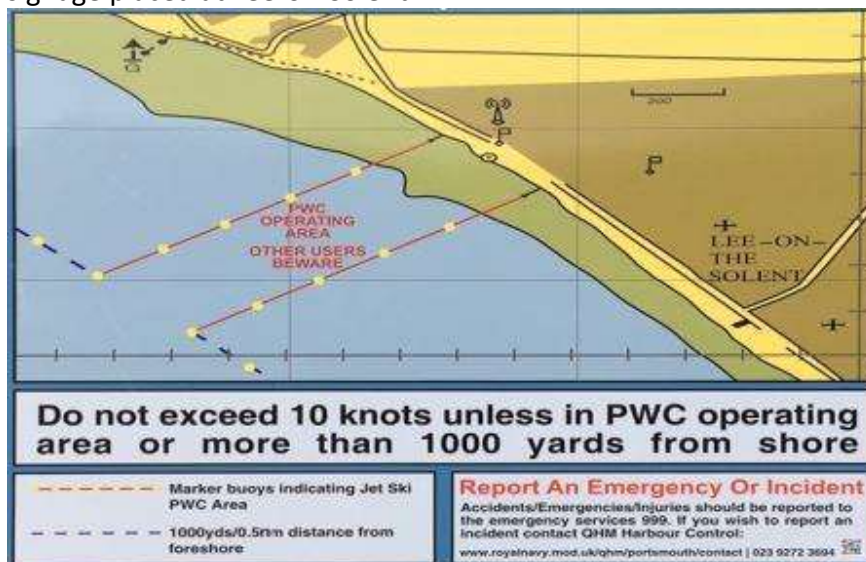 200
PWC
OPERATING
AREA
OTHER USERS
BEWARE
LEE-ON-
THE
SOLENT
Do not exceed 10 knots unless in PWC operating
area or more than 1000 yards from shore
Marker buoys indicating Jet Ski
PWC Area
1000yds/0.5nm distance from
foreshore
Report An Emergency Or Incident
Accidents/Emergencies/Injuries should be reported to
the emergency services 999. If you wish to report an
incident contact QHM Harbour Control:
www.royalnavy.mod.uk/qhm/portsmouth/contact | 023 9272 3694